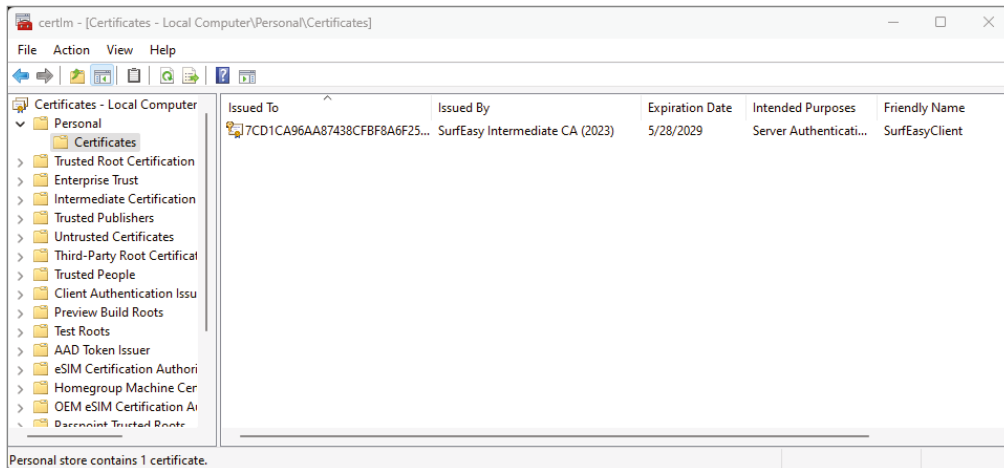 certlm - [Certificates - Local Computer\Personal\Certificates]
File Action View Help
Certificates - Local Computer
Personal
Certificates
Trusted Root Certification
Enterprise Trust
Intermediate Certification
Trusted Publishers
Untrusted Certificates
Third-Party Root Certificat
Trusted People
Client Authentication Issu
Preview Build Roots
Test Roots
AAD Token Issuer
eSIM Certification Authori
Homegroup Machine Cer
OEM eSIM Certification Au
Passpoint Trusted Roots
Issued To Issued By Expiration Date Intended Purposes Friendly Name
7CD1CA96AA87438CFBF8A6F25... SurfEasy Intermediate CA (2023) 5/28/2029 Server Authenticati... SurfEasyClient
Personal store contains 1 certificate.